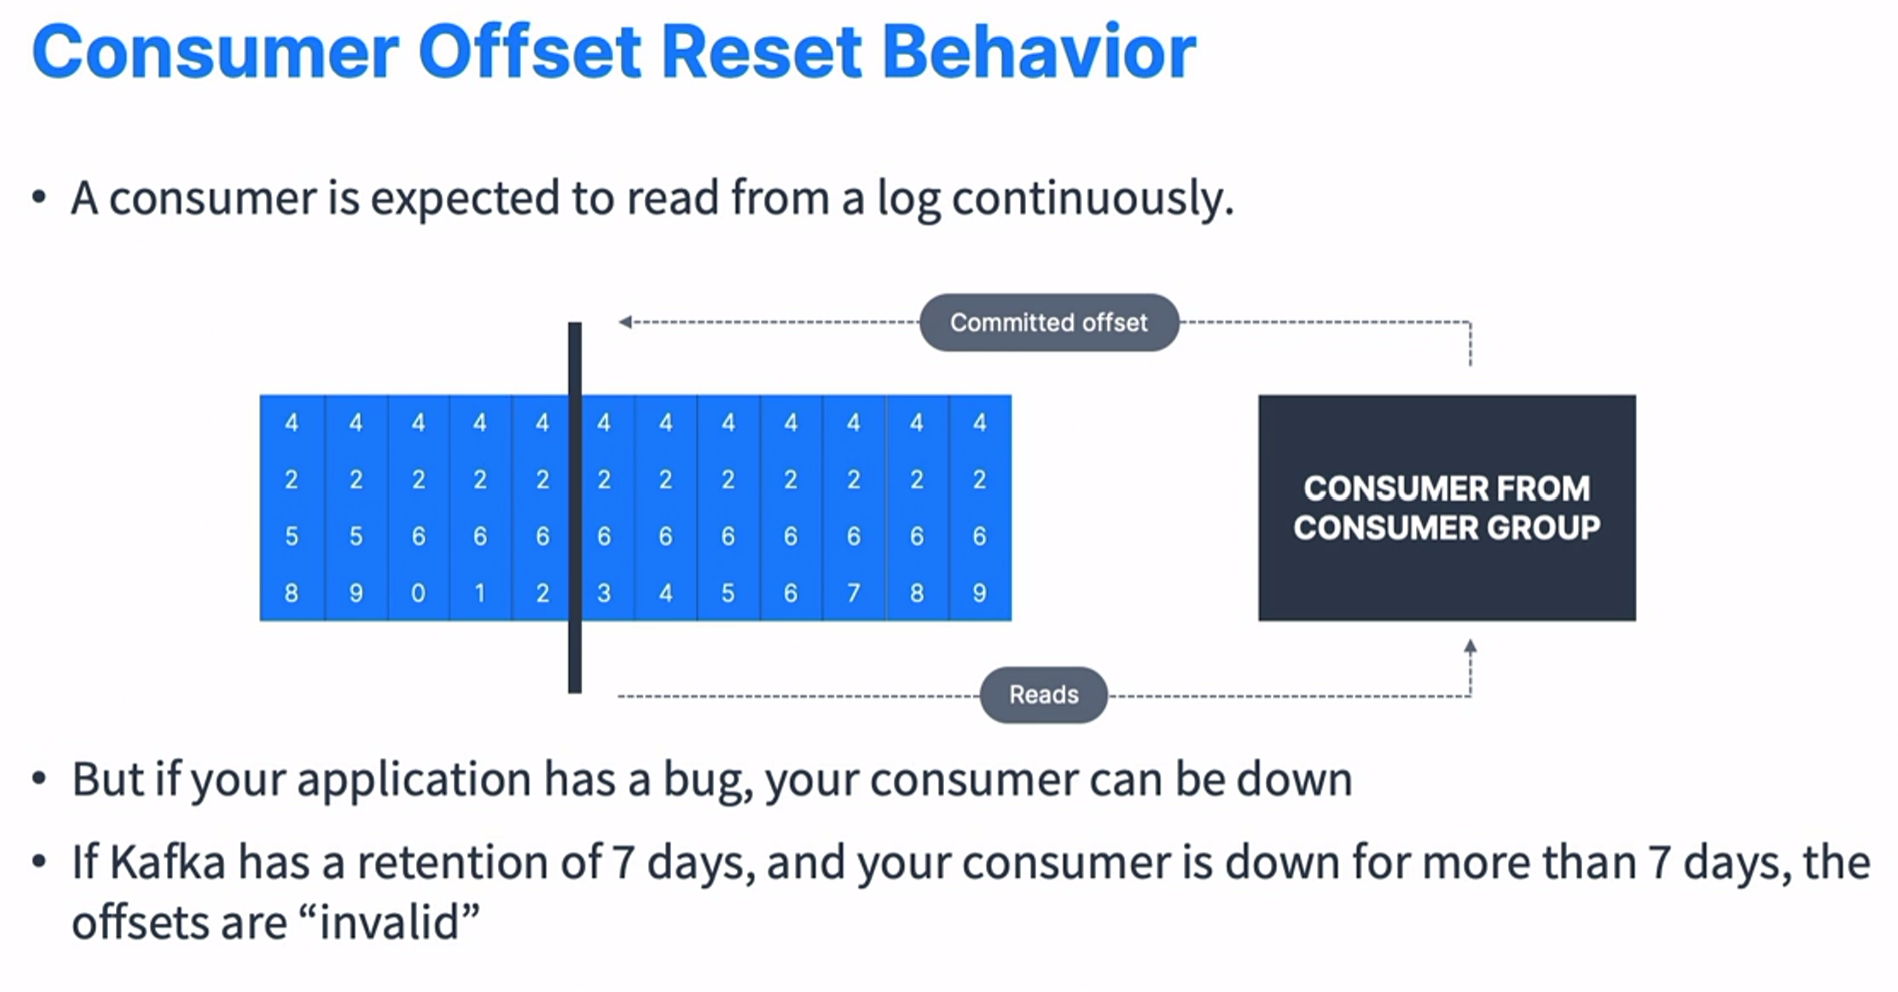 Consumer Offset Reset Behavior
• A consumer is expected to read from a log continuously.
Committed offset
4 4 4 4 4 4 4 4 4 4 4 4
2 2 2 2 2 2 2 2 2 2 2 2
5 5 6 6 6 6 6 6 6 6 6 6
8 9 0 1 2 3 4 5 6 7 8 9
CONSUMER FROM
CONSUMER GROUP
Reads
• But if your application has a bug, your consumer can be down
• If Kafka has a retention of 7 days, and your consumer is down for more than 7 days, the
offsets are “invalid”